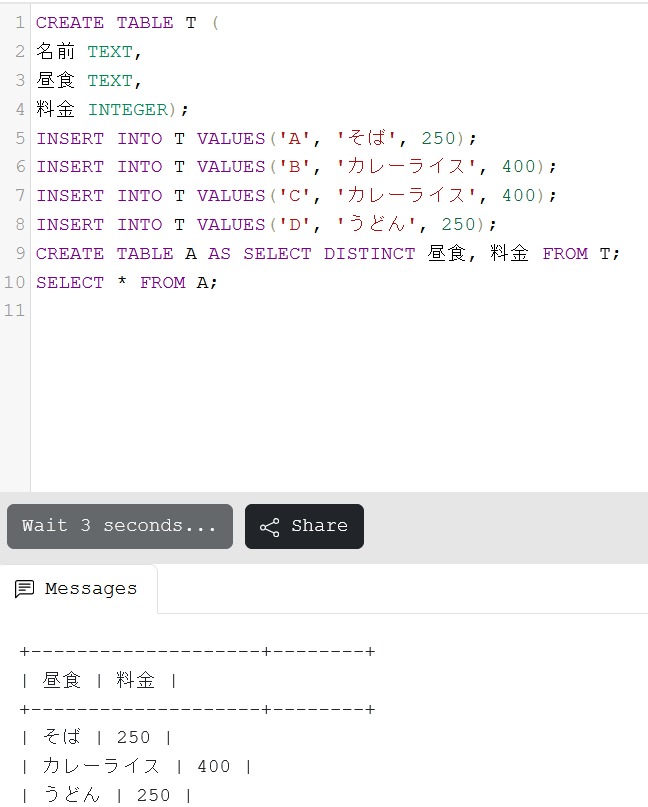 1 CREATE TABLE T (
2 名前 TEXT,
3 昼食 TEXT,
4 料金 INTEGER);
5 INSERT INTO T VALUES('A', 'そば', 250);
6 INSERT INTO T VALUES('B', 'カレーライス', 400);
7 INSERT INTO T VALUES('C', 'カレーライス', 400);
8 INSERT INTO T VALUES('D', 'うどん', 250);
9 CREATE TABLE A AS SELECT DISTINCT 昼食, 料金 FROM T;
10 SELECT * FROM A;
11
Wait 3 seconds... Share
Messages
+--------------------+--------+
| 昼食 | 料金 |
+--------------------+--------+
| そば | 250 |
| カレーライス | 400 |
| うどん | 250 |